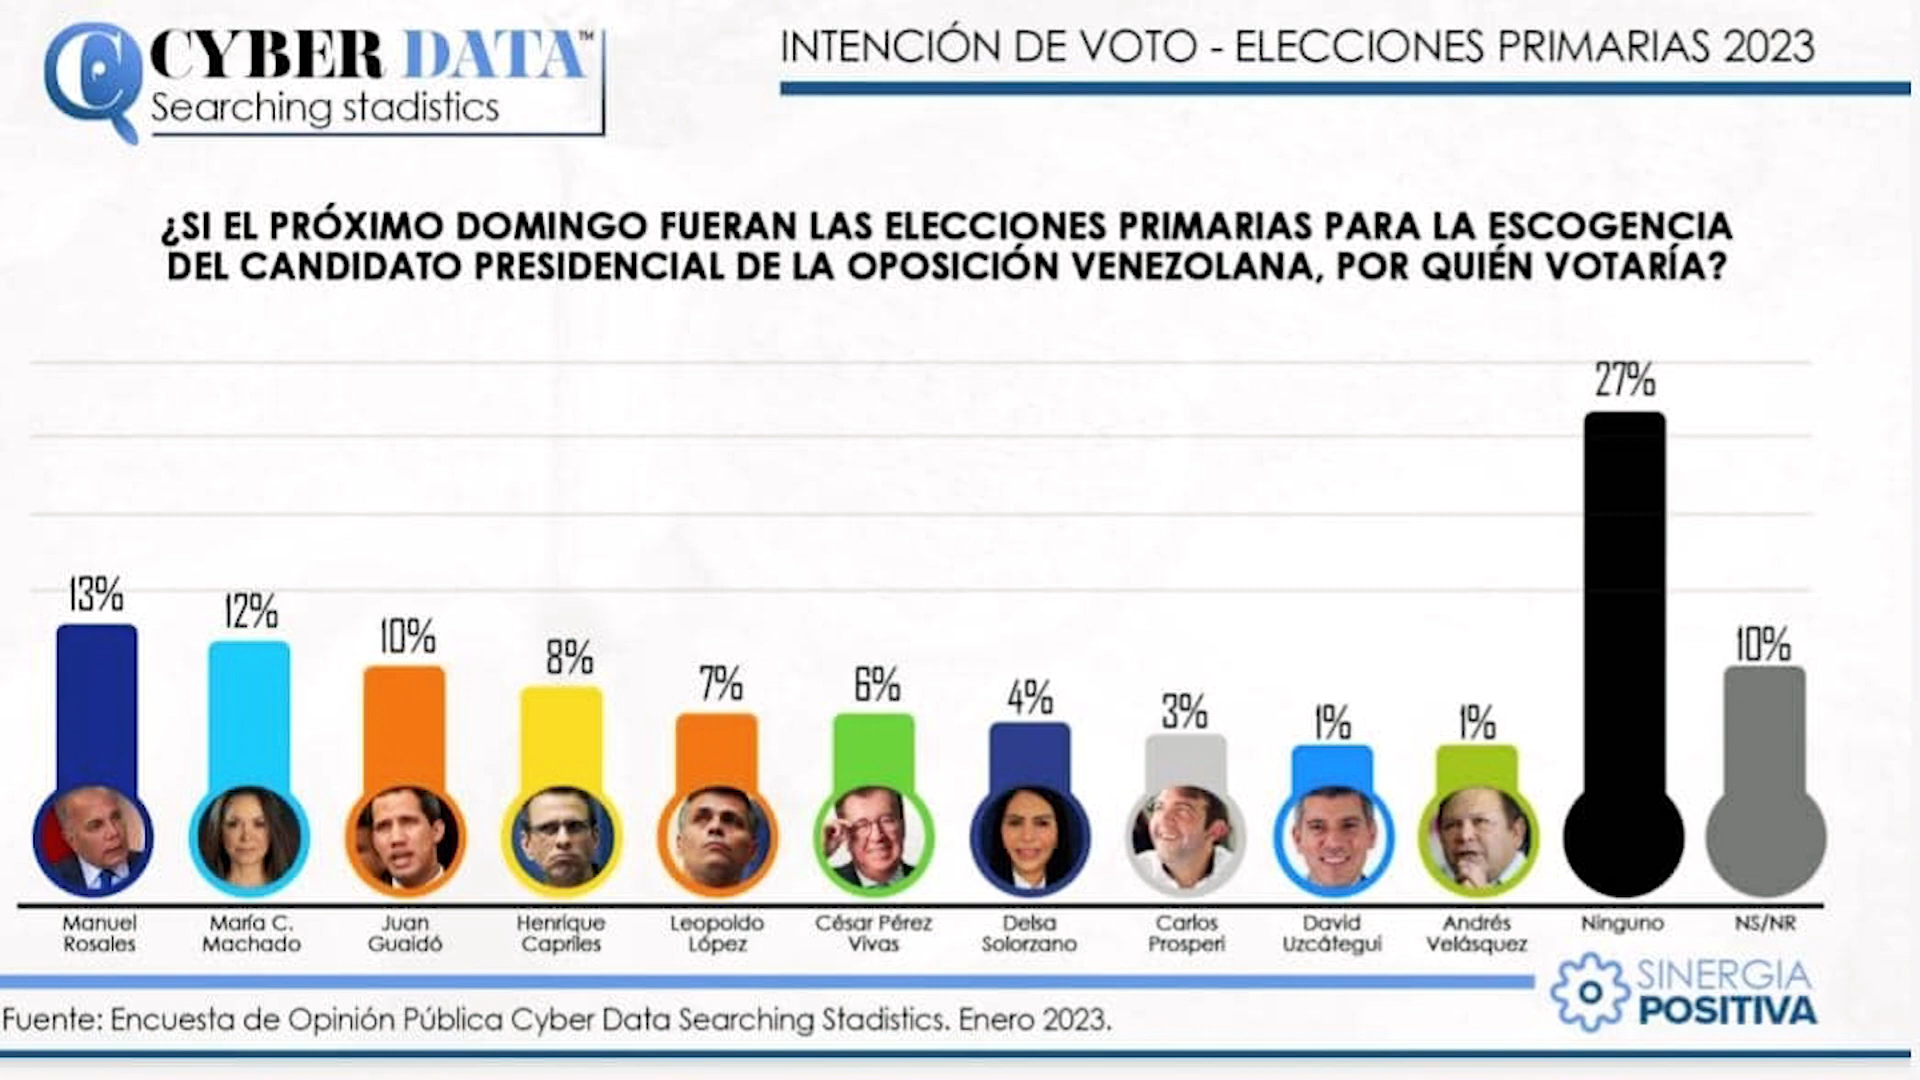 CYBER DATA™
Searching stadistics
INTENCIÓN DE VOTO - ELECCIONES PRIMARIAS 2023
¿SI EL PRÓXIMO DOMINGO FUERAN LAS ELECCIONES PRIMARIAS PARA LA ESCOGENCIA
DEL CANDIDATO PRESIDENCIAL DE LA OPOSICIÓN VENEZOLANA, POR QUIÉN VOTARÍA?
13%
12%
10%
8%
7%
6%
4%
3%
1%
1%
27%
10%
Manuel
Rosales
María C.
Machado
Juan
Guaidó
Henrique
Capriles
Leopoldo
López
César Pérez
Vivas
Delsa
Solorzano
Carlos
Prosperi
David
Uzcátegui
Andrés
Velásquez
Ninguno
NS/NR
SINERGIA
POSITIVA
Fuente: Encuesta de Opinión Pública Cyber Data Searching Stadistics. Enero 2023.